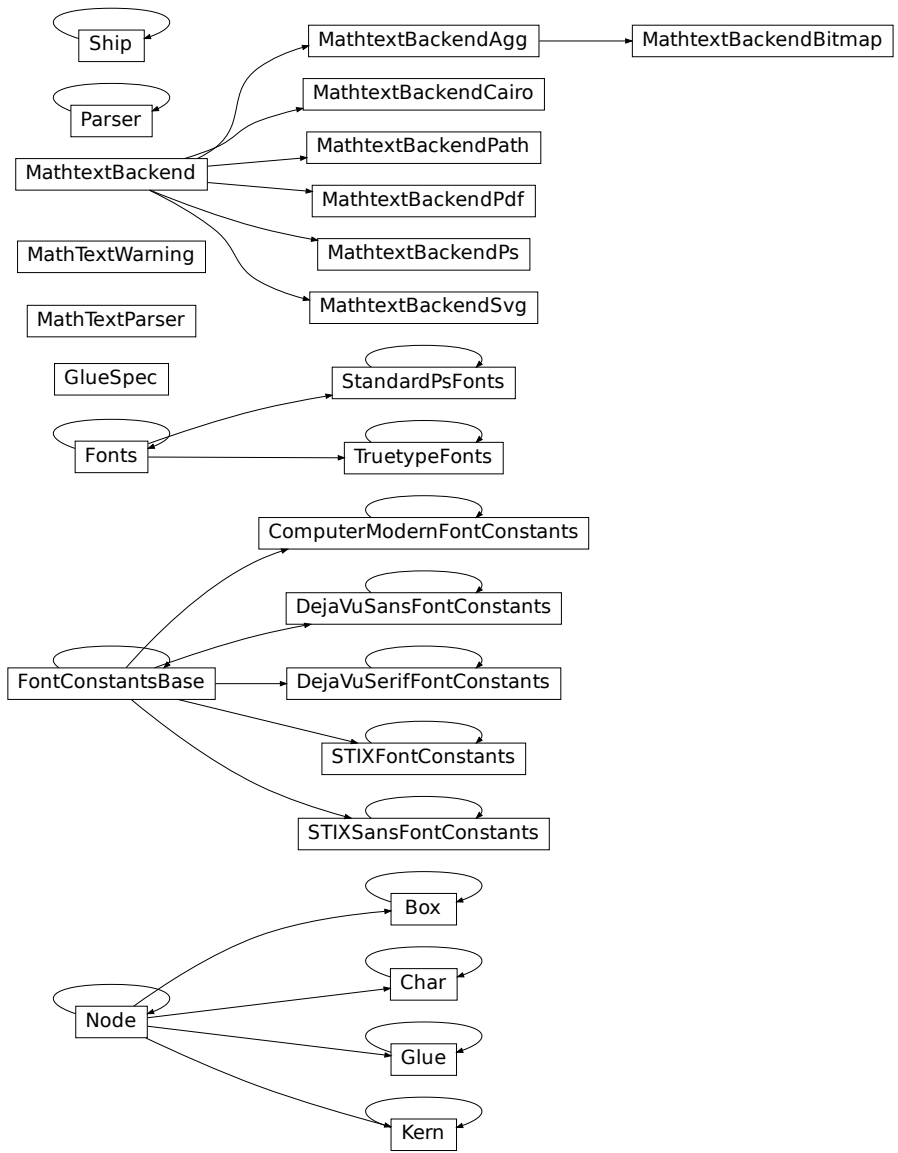 Ship
MathtextBackendAgg
MathtextBackendBitmap
MathtextBackendCairo
Parser
MathtextBackendPath
MathtextBackend
MathtextBackendPdf
MathtextBackendPs
MathTextWarning
MathtextBackendSvg
MathTextParser
GlueSpec
StandardPsFonts
Fonts
TruetypeFonts
ComputerModernFontConstants
DejaVuSansFontConstants
FontConstantsBase
DejaVuSerifFontConstants
STIXFontConstants
STIXSansFontConstants
Box
Char
Node
Glue
Kern